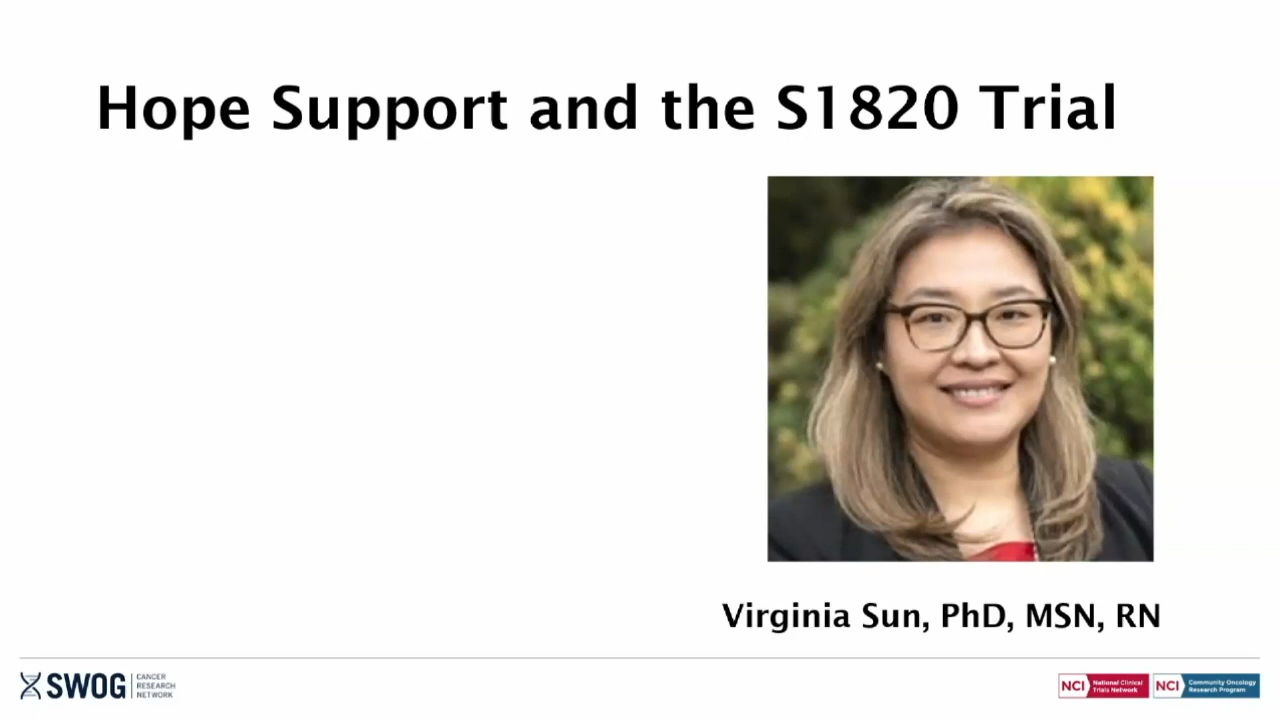 Hope Support and the S1820 Trial
Virginia Sun, PhD, MSN, RN
SWOG
CANCER
RESEARCH
NETWORK
NCI
National Clinical
Trials Network
NCI
Community Oncology
Research Program